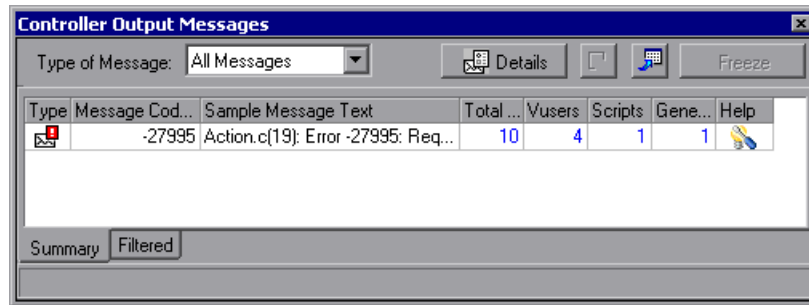 Controller Output Messages
Type of Message: All Messages Details Freeze
Type Message Cod... Sample Message Text Total ... Vusers Scripts Gene... Help
-27995 Action.c(19): Error -27995: Req... 10 4 1 1
Summary Filtered